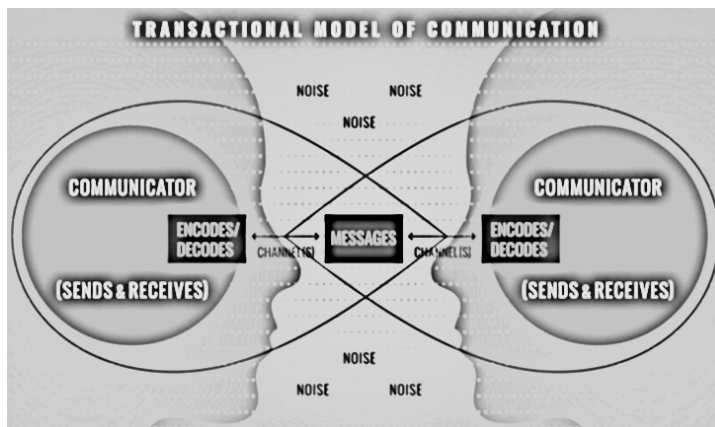 TRANSACTIONAL MODEL OF COMMUNICATION
NOISE NOISE
NOISE
COMMUNICATOR
ENCODES/
DECODES
(SENDS & RECEIVES)
CHANNEL(S)
MESSAGES
CHANNEL(S)
COMMUNICATOR
ENCODES/
DECODES
(SENDS & RECEIVES)
NOISE
NOISE NOISE